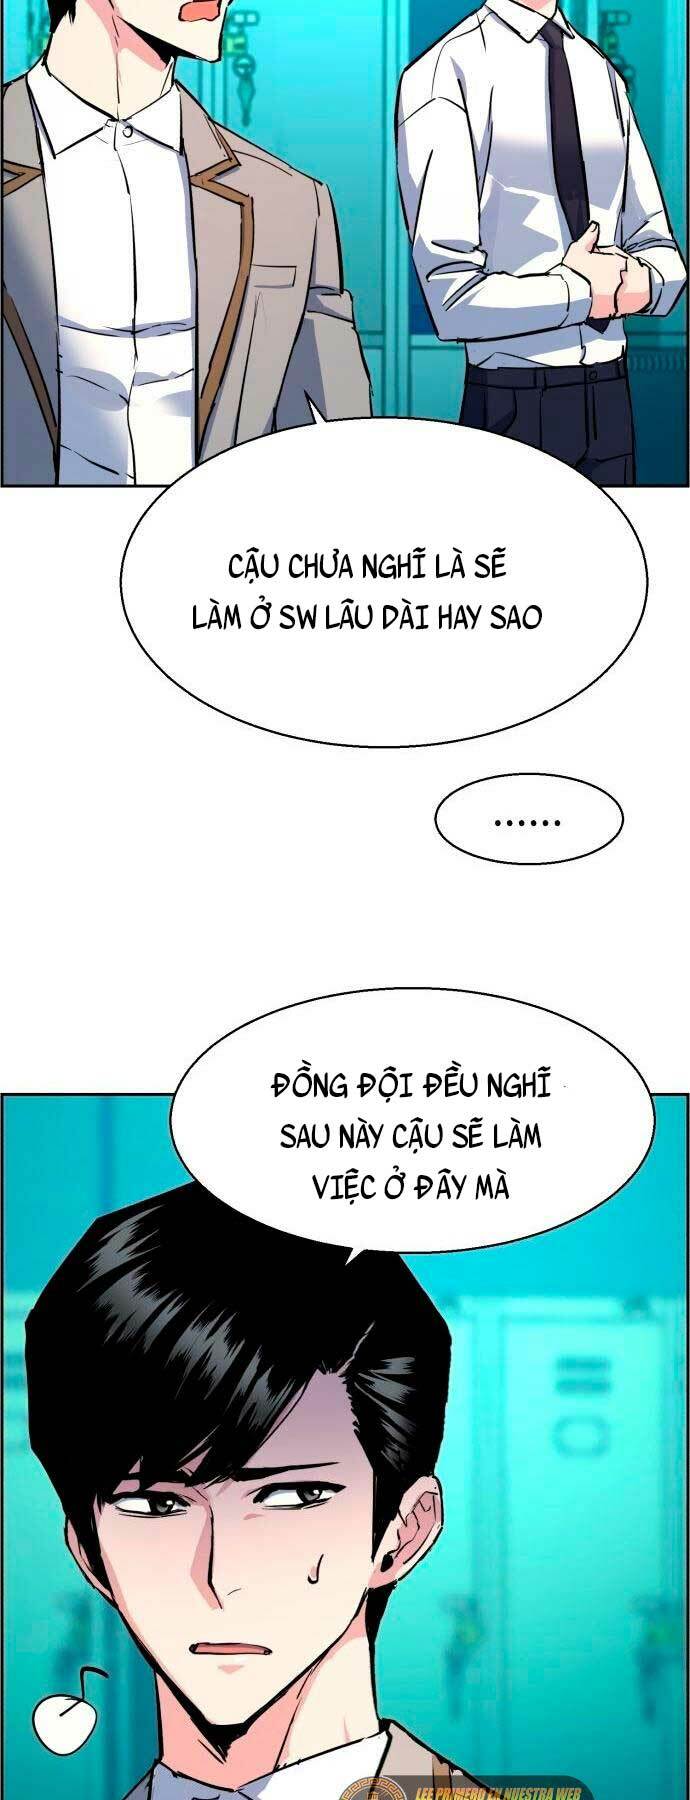 CẬU CHƯA NGHĨ LÀ SẼ
LÀM Ở SW LÂU DÀI HAY SAO
......
ĐỒNG ĐỘI ĐỀU NGHĨ
SAU NÀY CẬU SẼ LÀM
VIỆC Ở ĐÂY MÀ
LEE PRIMERO EN NUESTRA WEB